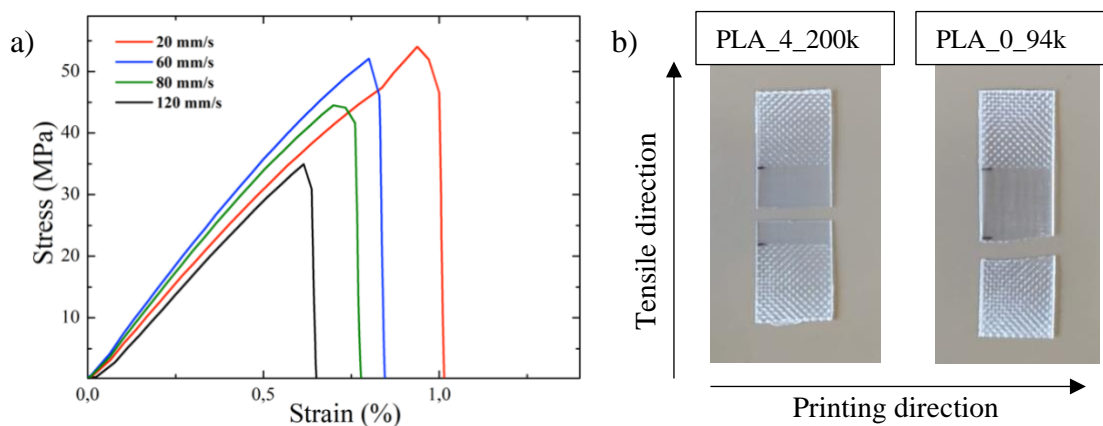 a)
20 mm/s
60 mm/s
80 mm/s
120 mm/s
Stress (MPa)
50
40
30
20
10
0,0
0,5
1,0
Strain (%)
b)
PLA_4_200k
PLA_0_94k
Tensile direction
Printing direction